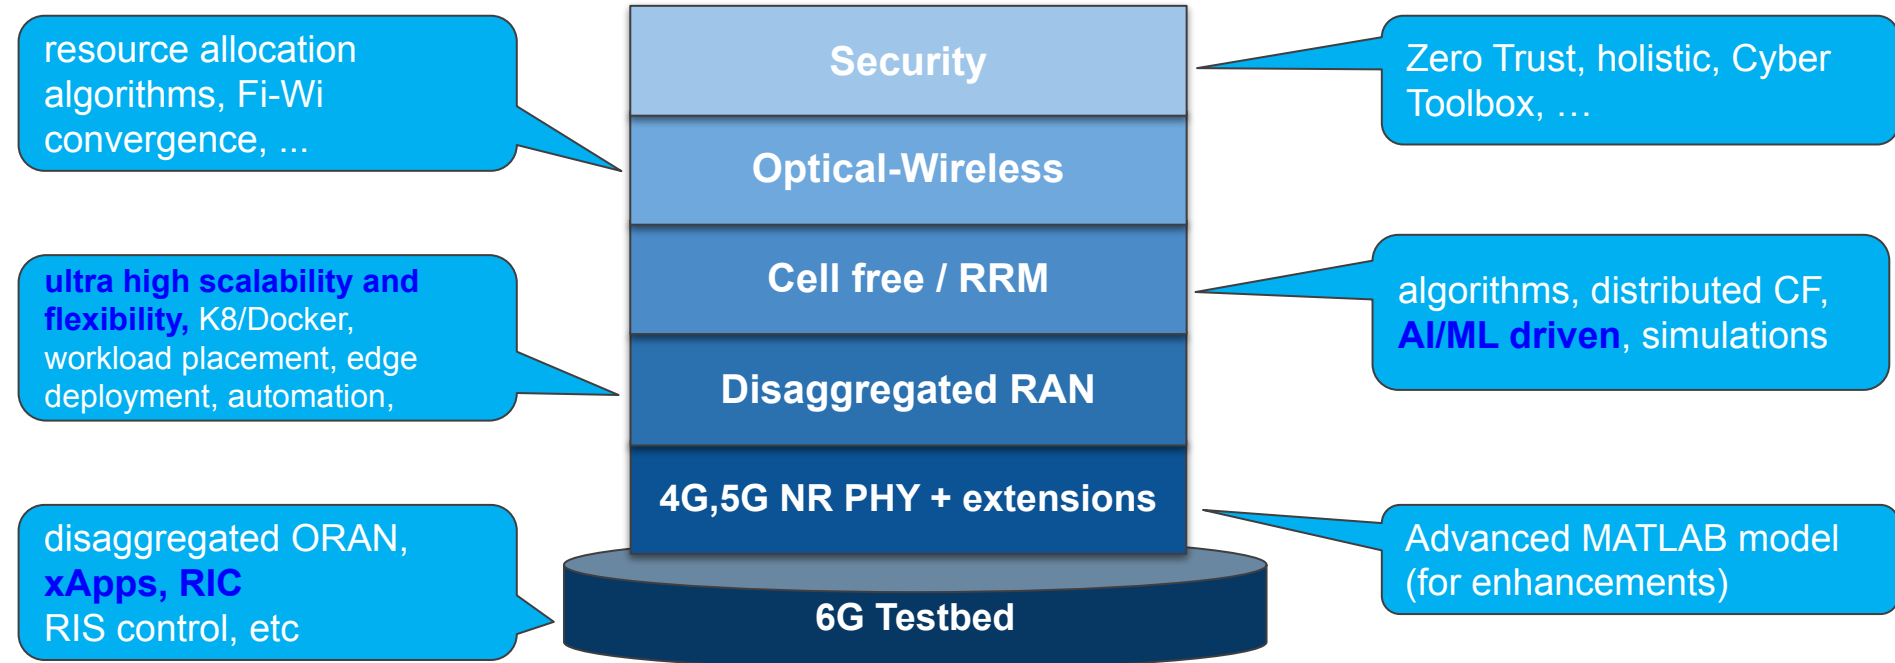 resource allocation
algorithms, Fi-Wi
convergence, ...
Security
Zero Trust, holistic, Cyber
Toolbox, …
Optical-Wireless
ultra high scalability and
flexibility, K8/Docker,
workload placement, edge
deployment, automation,
Cell free / RRM
algorithms, distributed CF,
AI/ML driven, simulations
Disaggregated RAN
4G,5G NR PHY + extensions
disaggregated ORAN,
xApps, RIC
RIS control, etc
Advanced MATLAB model
(for enhancements)
6G Testbed